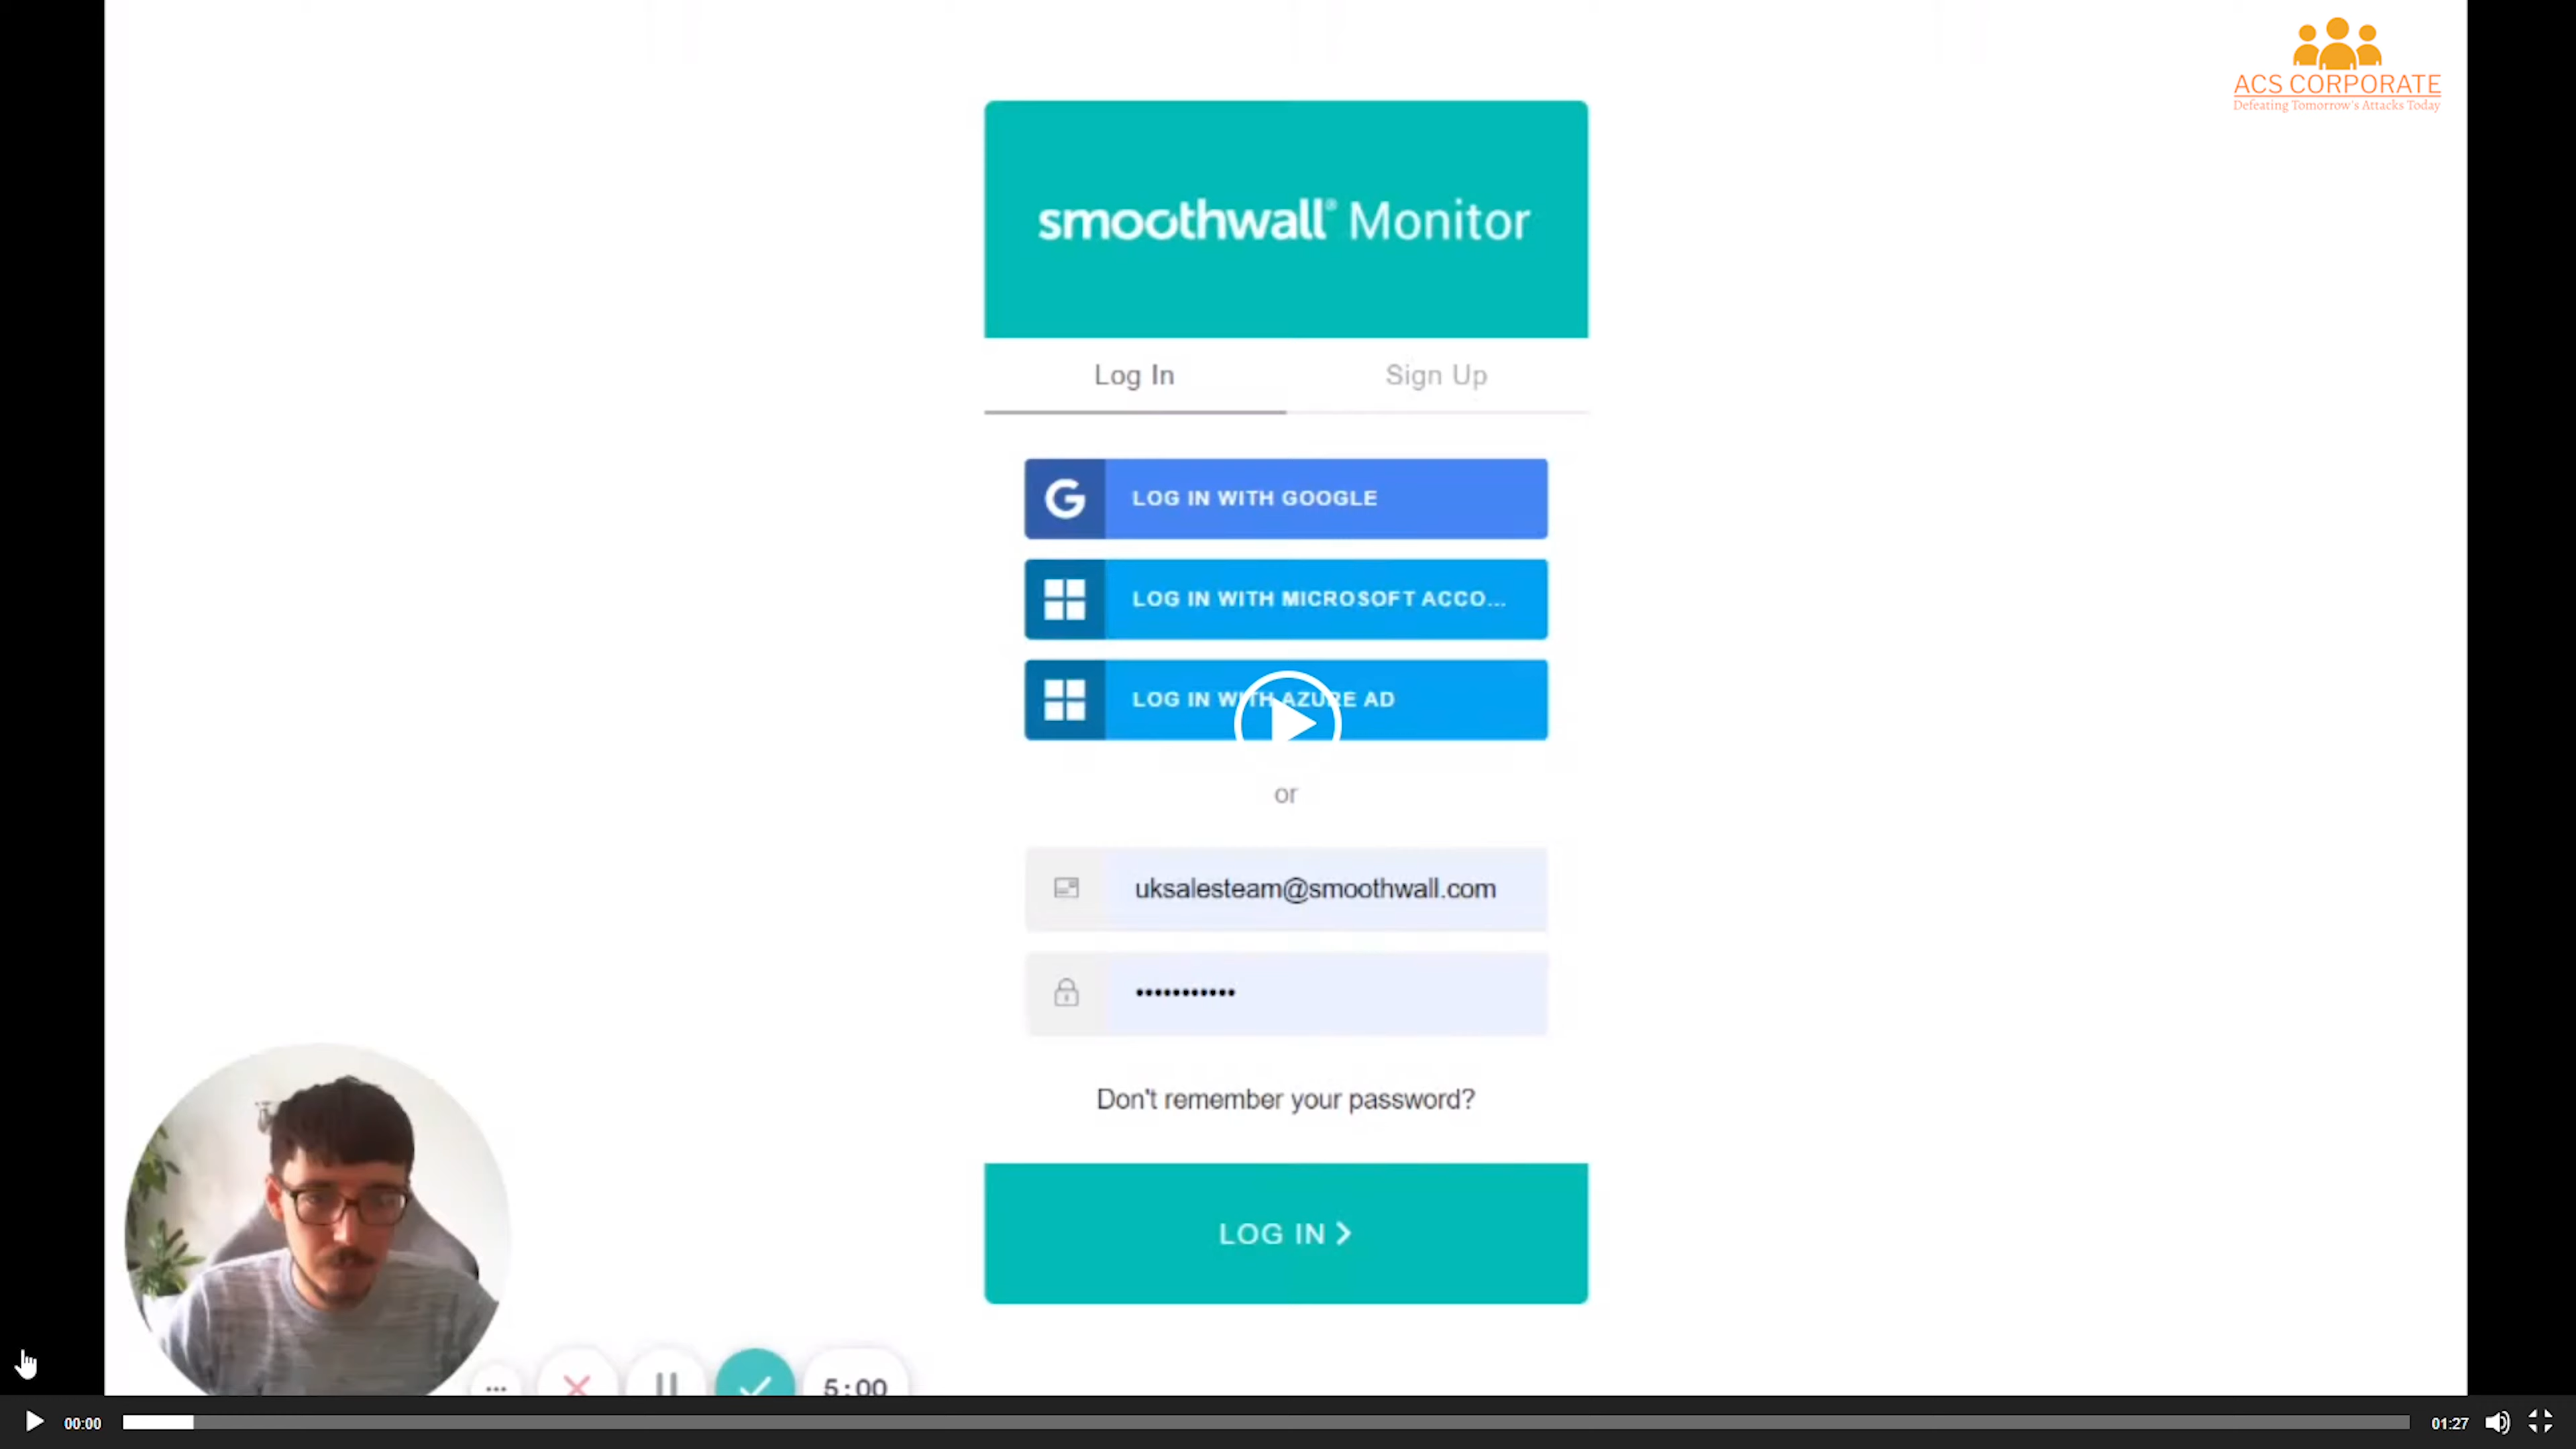 ACS CORPORATE
Defeating Tomorrow's Attacks Today
smoothwall® Monitor
Log In
Sign Up
LOG IN WITH GOOGLE
LOG IN WITH MICROSOFT ACCO...
LOG IN WITH AZURE AD
or
uksalesteam@smoothwall.com
Don't remember your password?
LOG IN
5:00
00:00
01:27